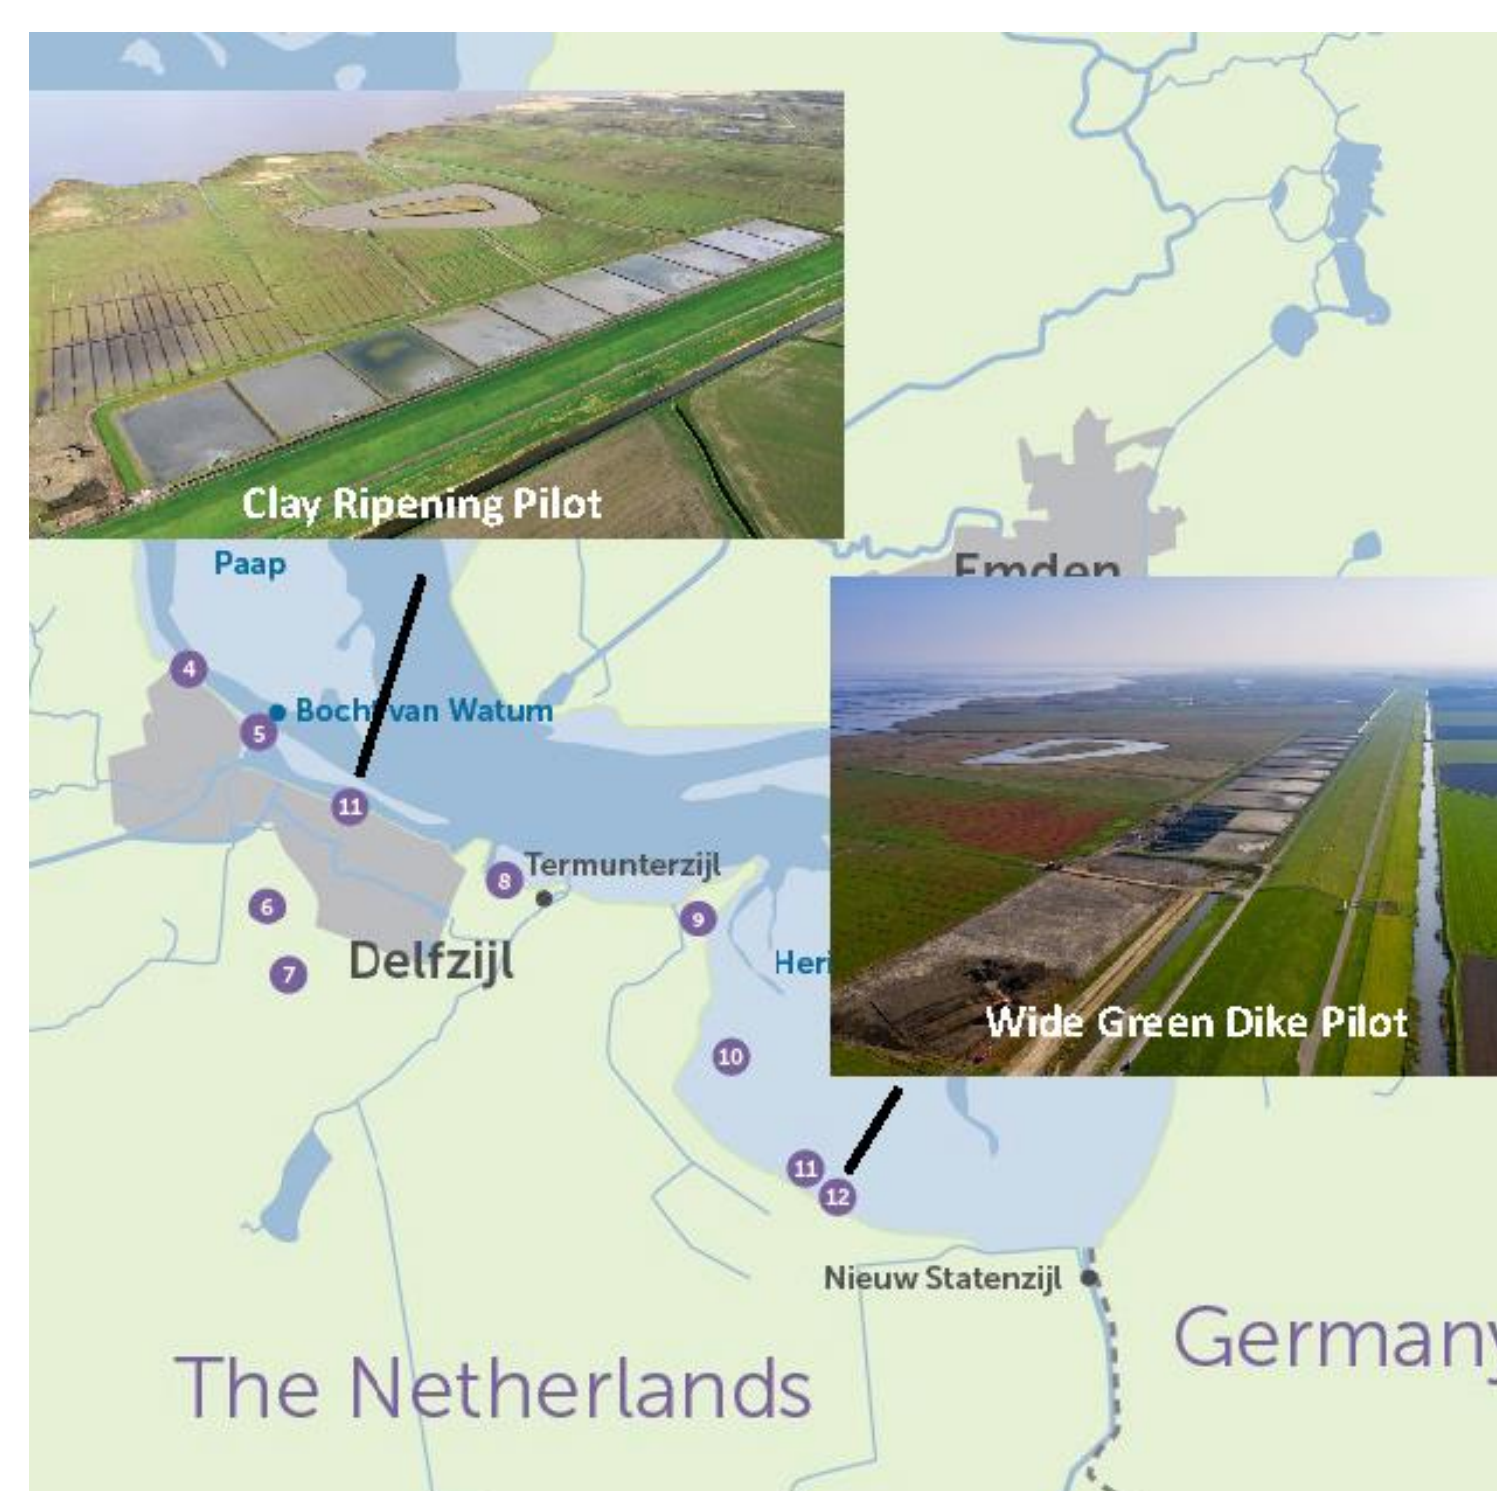 Clay Ripening Pilot
Paap
Emden
4
Bocht van Watum
5
11
Termunterzijl
8
6
9
Delfzijl
7
Heri
Wide Green Dike Pilot
10
11
12
Nieuw Statenzijl
Germany
The Netherlands